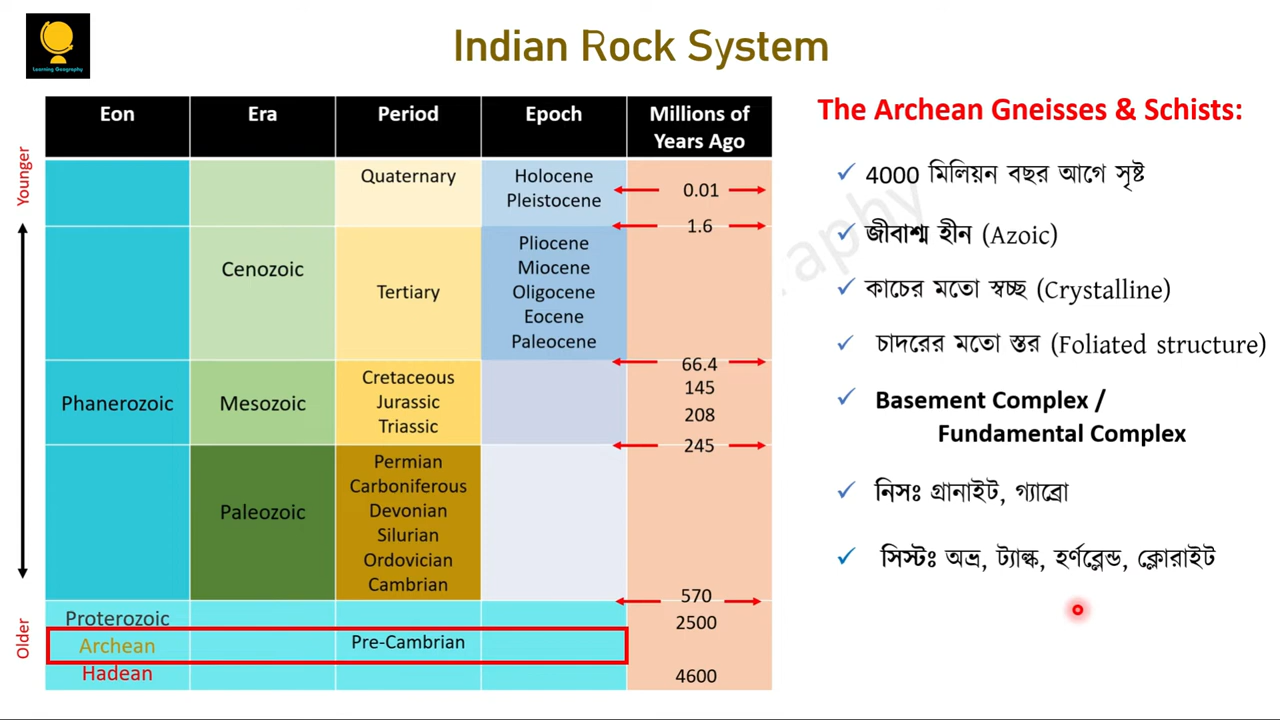 Indian Rock System
Learning Geography
Eon Era Period Epoch Millions of
Years Ago
Younger
Older
Quaternary
Holocene
Pleistocene
0.01
1.6
Cenozoic
Tertiary
Pliocene
Miocene
Oligocene
Eocene
Paleocene
66.4
Phanerozoic
Mesozoic
Cretaceous
Jurassic
Triassic
145
208
245
Paleozoic
Permian
Carboniferous
Devonian
Silurian
Ordovician
Cambrian
570
Proterozoic
2500
Archean
Pre-Cambrian
Hadean
4600
The Archean Gneisses & Schists:
4000 মিলিয়ন বছর আগে সৃষ্ট
জীবাশ্ম হীন (Azoic)
কাচের মতো স্বচ্ছ (Crystalline)
চাদরের মতো স্তর (Foliated structure)
Basement Complex /
Fundamental Complex
নিসঃ গ্রানাইট, গ্যাব্রো
সিস্টঃ অভ্র, ট্যাল্ক, হর্ণব্লেন্ড, ক্লোরাইট